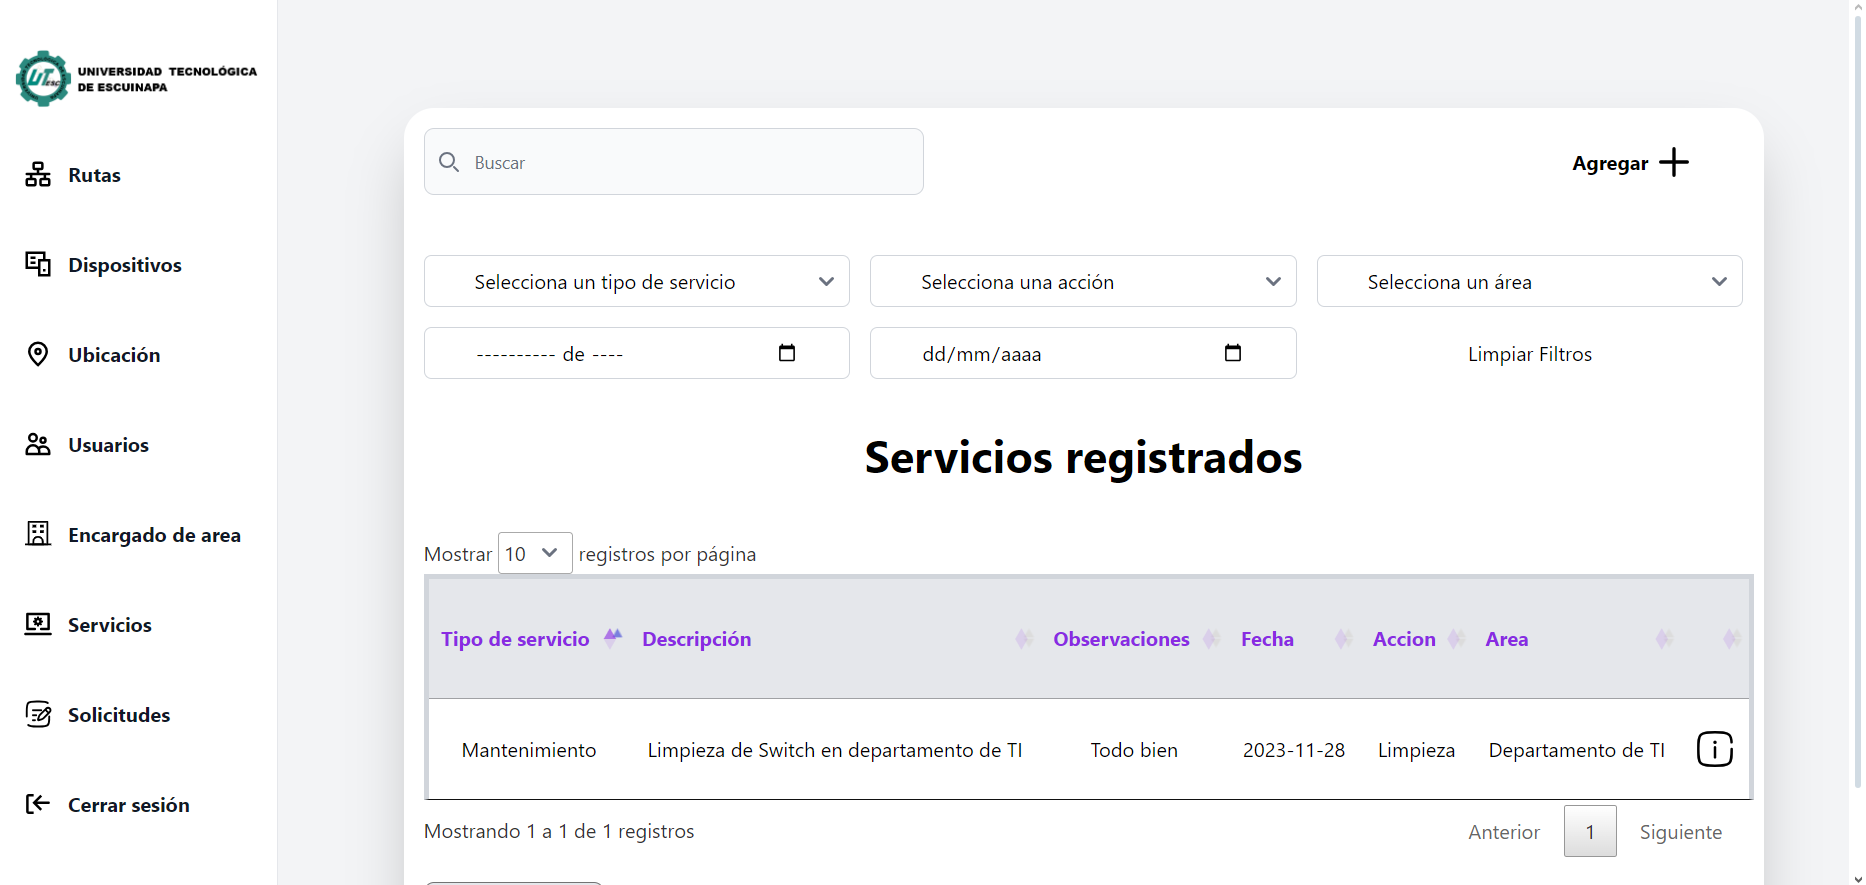 UNIVERSIDAD TECNOLÓGICA
DE ESCUINAPA
Rutas
Dispositivos
Ubicación
Usuarios
Encargado de area
Servicios
Solicitudes
Cerrar sesión
Buscar
Agregar
Selecciona un tipo de servicio
Selecciona una acción
Selecciona un área
---------- de ----
dd/mm/aaaa
Limpiar Filtros
Servicios registrados
Mostrar 10 registros por página
Tipo de servicio Descripción Observaciones Fecha Accion Area
Mantenimiento Limpieza de Switch en departamento de TI Todo bien 2023-11-28 Limpieza Departamento de TI
Mostrando 1 a 1 de 1 registros
Anterior 1 Siguiente